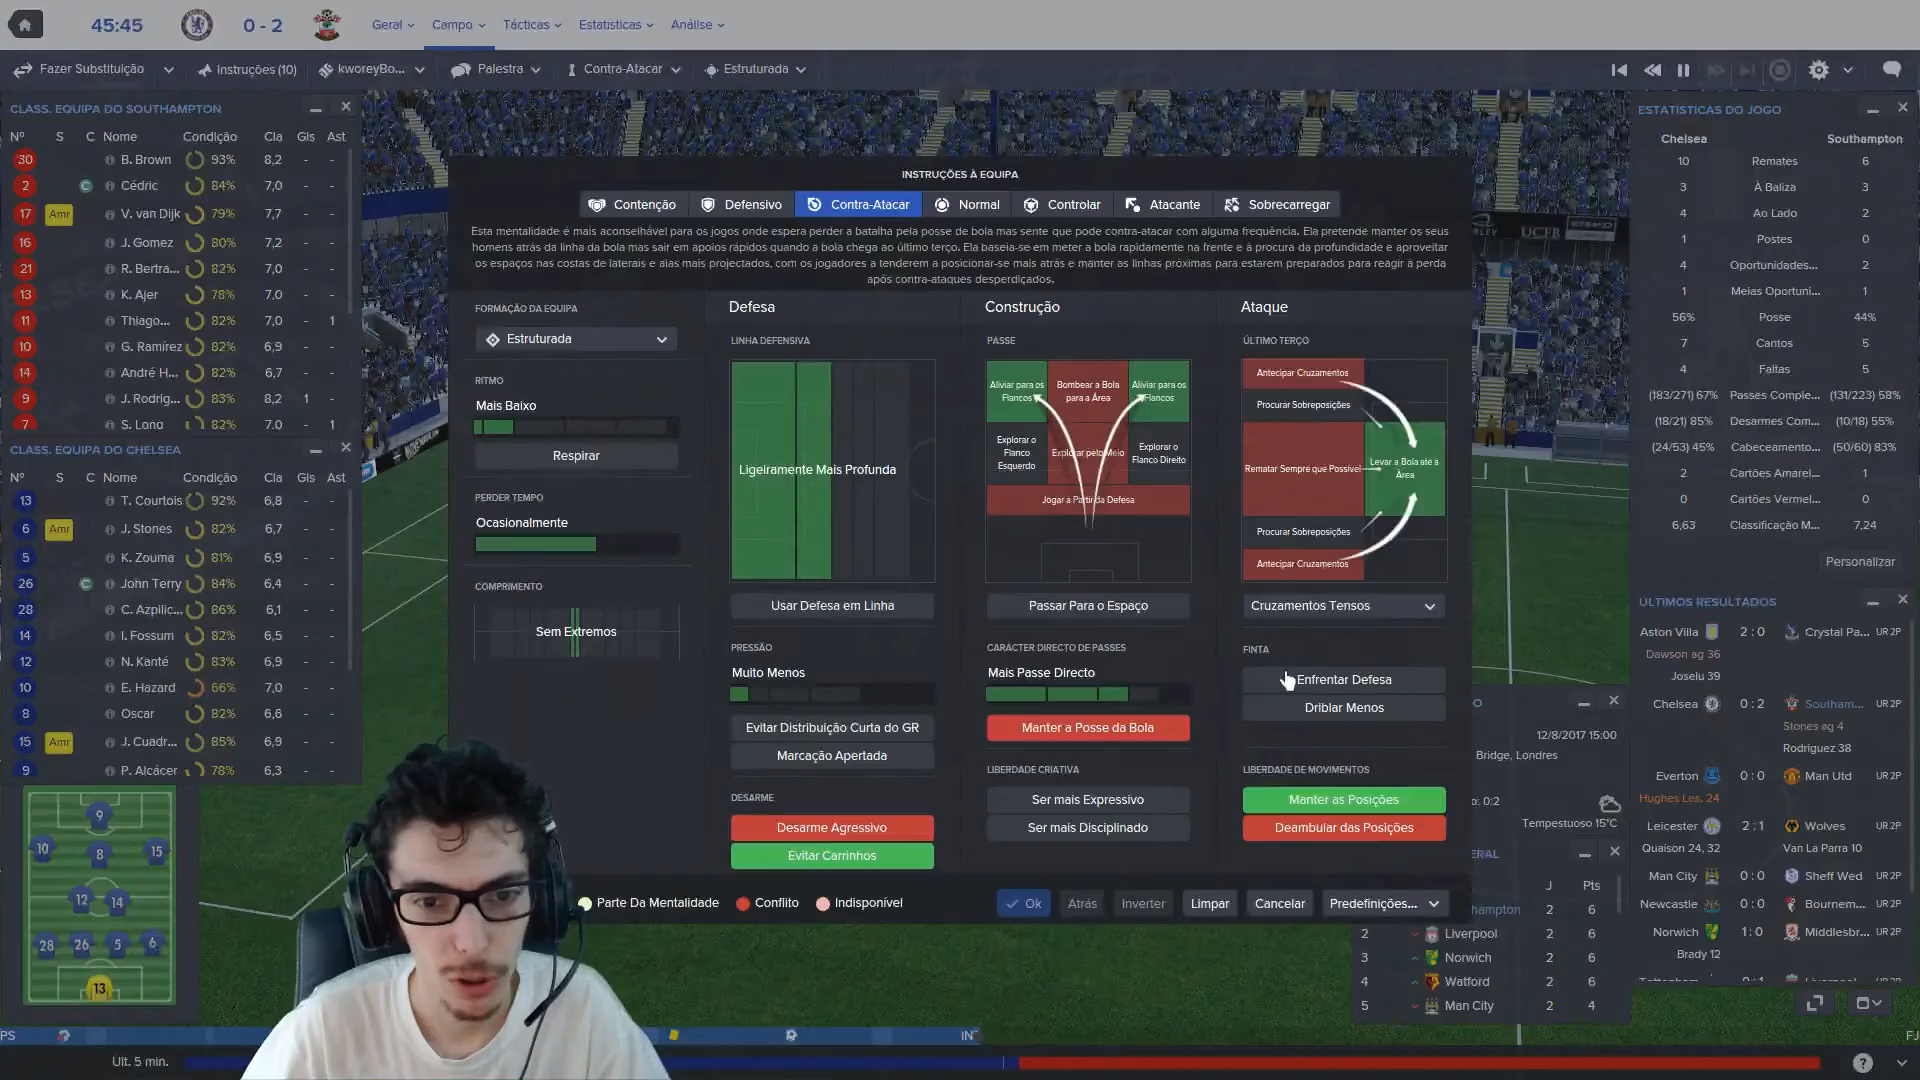 45:45
0 - 2
Geral
Campo
Tácticas
Estatísticas
Análise
Fazer Substituição
Instruções (10)
kworeyBo...
Palestra
Contra-Atacar
Estruturada
CLASS. EQUIPA DO SOUTHAMPTON
Nº S C Nome Condição Cla Gls Ast
30 B. Brown 93% 8,2 - -
2 C Cédric 84% 7,0 - -
17 Amr V. van Dijk 79% 7,7 - -
16 J. Gomez 80% 7,2 - -
21 R. Bertra... 82% 7,0 - -
13 K. Ajer 78% 7,0 - -
11 Thiago... 82% 7,0 - 1
10 G. Ramírez 82% 6,9 - -
14 André H... 82% 6,7 - -
9 J. Rodrig... 83% 8,2 1 -
7 S. Long 82% 7,0 - 1
CLASS. EQUIPA DO CHELSEA
Nº S C Nome Condição Cla Gls Ast
13 T. Courtois 92% 6,8 - -
6 Amr J. Stones 82% 6,7 - -
5 K. Zouma 81% 6,9 - -
26 C John Terry 84% 6,4 - -
28 C. Azpilic... 86% 6,1 - -
14 I. Fossum 82% 6,5 - -
12 N. Kanté 83% 6,9 - -
10 E. Hazard 66% 7,0 - -
8 Oscar 82% 6,6 - -
15 Amr J. Cuadr... 85% 6,9 - -
9 P. Alcácer 78% 6,3 - -
9
10 8 15
12 14
28 26 5 6
13
INSTRUÇÕES À EQUIPA
Contenção
Defensivo
Contra-Atacar
Normal
Controlar
Atacante
Sobrecarregar
Esta mentalidade é mais aconselhável para os jogos onde espera perder a batalha pela posse de bola mas sente que pode contra-atacar com alguma frequência. Ela pretende manter os seus
homens atrás da linha da bola mas sair em apoios rápidos quando a bola chega ao último terço. Ela baseia-se em meter a bola rapidamente na frente e à procura da profundidade e aproveitar
os espaços nas costas de laterais e alas mais projectados, com os jogadores a tenderem a posicionar-se mais atrás e manter as linhas próximas para estarem preparados para reagir à perda
após contra-ataques desperdiçados.
FORMAÇÃO DA EQUIPA
Estruturada
RITMO
Mais Baixo
Respirar
PERDER TEMPO
Ocasionalmente
COMPRIMENTO
Sem Extremos
Defesa
LINHA DEFENSIVA
Ligeiramente Mais Profunda
Usar Defesa em Linha
PRESSÃO
Muito Menos
Evitar Distribuição Curta do GR
Marcação Apertada
DESARME
Desarme Agressivo
Evitar Carrinhos
Construção
PASSE
Aliviar para os Flancos
Bombear a Bola para a Área
Aliviar para os Flancos
Explorar o Flanco Esquerdo
Explorar pelo Meio
Explorar o Flanco Direito
Jogar a Partir da Defesa
Passar Para o Espaço
CARÁCTER DIRECTO DE PASSES
Mais Passe Directo
Manter a Posse da Bola
LIBERDADE CRIATIVA
Ser mais Expressivo
Ser mais Disciplinado
Ataque
ÚLTIMO TERÇO
Antecipar Cruzamentos
Procurar Sobreposições
Rematar Sempre que Possível
Levar a Bola até à Área
Procurar Sobreposições
Antecipar Cruzamentos
Cruzamentos Tensos
FINTA
Enfrentar Defesa
Driblar Menos
LIBERDADE DE MOVIMENTOS
Manter as Posições
Deambular das Posições
Parte Da Mentalidade
Conflito
Indisponível
Ok
Atrás
Inverter
Limpar
Cancelar
Predefinições...
ESTATÍSTICAS DO JOGO
Chelsea Southampton
10 Remates 6
3 À Baliza 3
4 Ao Lado 2
1 Postes 0
4 Oportunidades... 2
1 Meias Oportuni... 1
56% Posse 44%
7 Cantos 5
4 Faltas 5
(183/271) 67% Passes Comple... (131/223) 58%
(18/21) 85% Desarmes Com... (10/18) 55%
(24/53) 45% Cabeceamento... (50/60) 83%
2 Cartões Amarel... 1
0 Cartões Vermel... 0
6,63 Classificação M... 7,24
Personalizar
ÚLTIMOS RESULTADOS
Aston Villa 2:0 Crystal Pa... UR 2P
Dawson ag 36
Joselu 39
Chelsea 0:2 Southam... UR 2P
Stones ag 4
Rodriguez 38
Everton 0:0 Man Utd UR 2P
Hughes Les. 24
Leicester 2:1 Wolves UR 2P
Quaison 24, 32 Van La Parra 10
Man City 0:0 Sheff Wed UR 2P
Newcastle 0:0 Bournem... UR 2P
Norwich 1:0 Middlesbr... UR 2P
Brady 12
12/8/2017 15:00
Bridge, Londres
o: 0:2
Tempestuoso 15°C
ERAL
J Pts
hampton 2 6
2 Liverpool 2 6
3 Norwich 2 6
4 Watford 2 6
5 Man City 2 4
UCFB
PS
IN
FJ
Ult. 5 min.
?